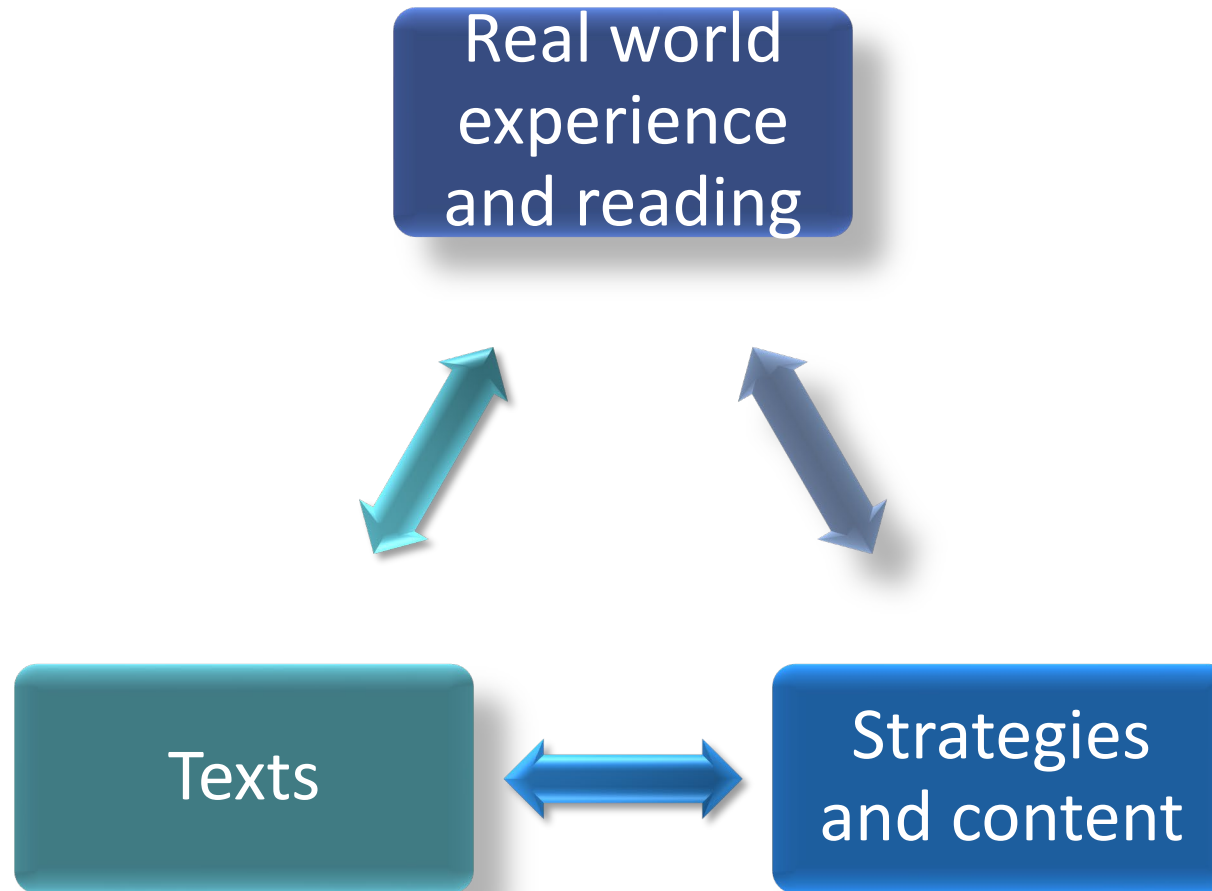 Real world
experience
and reading
Texts
Strategies
and content